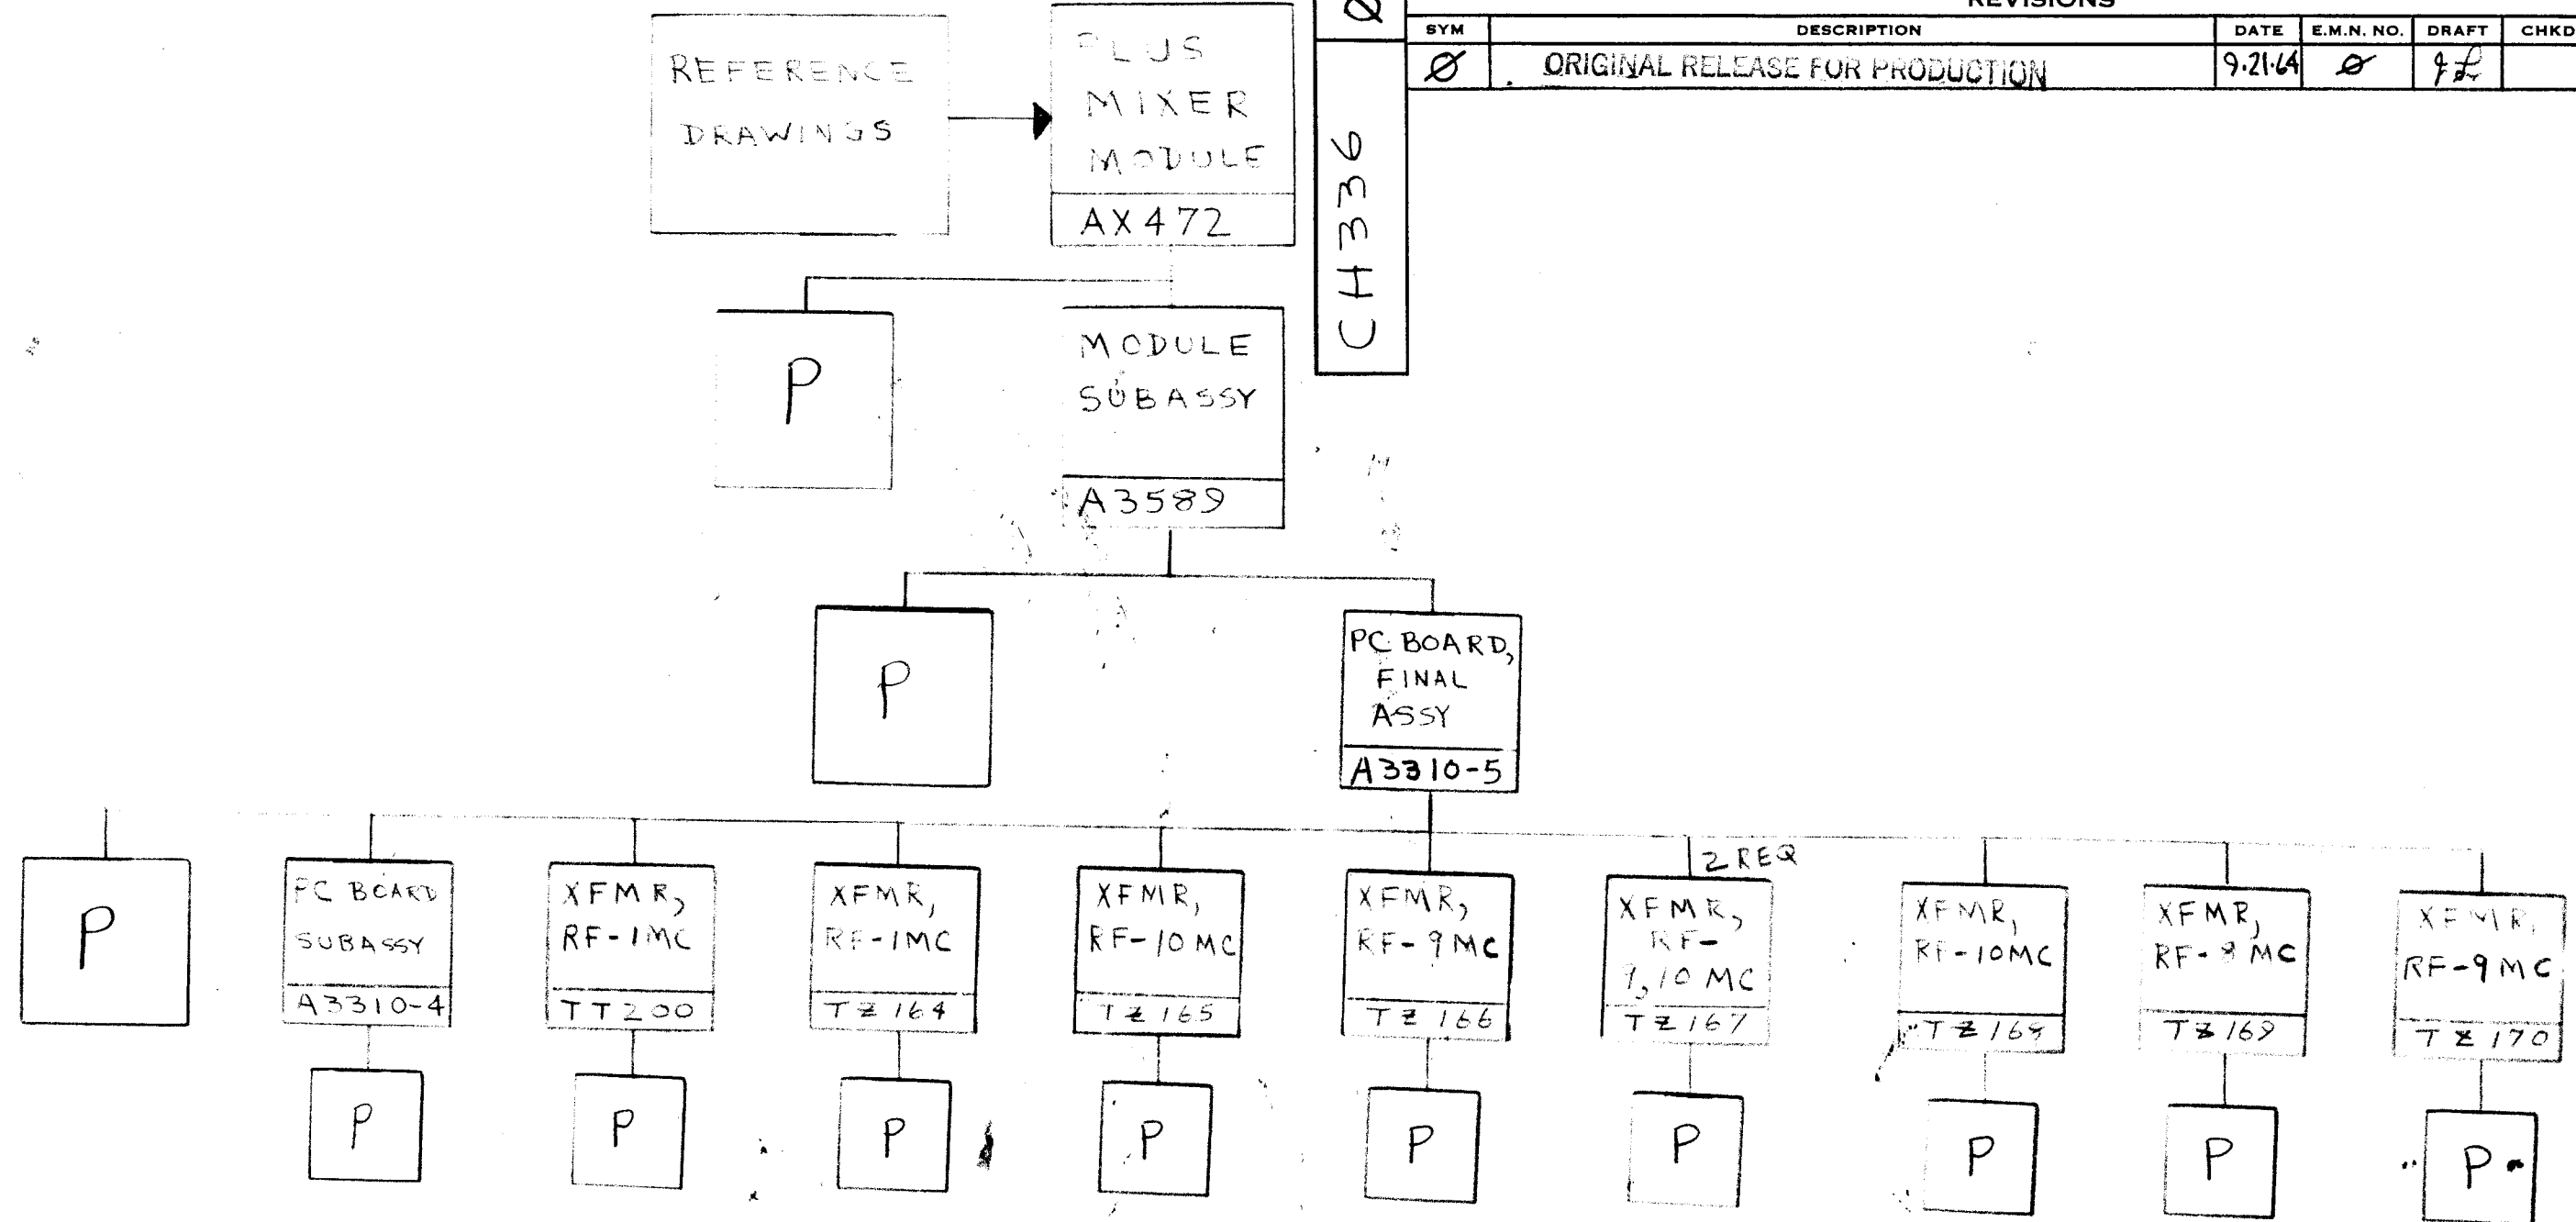 REVISIONS
SYM DESCRIPTION DATE E.M.N. NO. DRAFT CHKD
Ø ORIGINAL RELEASE FOR PRODUCTION 9·21·64 Ø
CH336 Ø
REFERENCE
DRAWINGS
PLUS
MIXER
MODULE
AX472
P
MODULE
SUBASSY
A3589
P
PC BOARD,
FINAL
ASSY
A3310-5
P
PC BOARD
SUBASSY
A3310-4
XFMR,
RF-1MC
TT200
XFMR,
RF-1MC
TZ164
XFMR,
RF-10MC
TZ165
XFMR,
RF-9MC
TZ166
2 REQ
XFMR,
RF-
9,10 MC
TZ167
XFMR,
RF-10MC
XFMR,
RF- MC
TZ169
XFMR,
RF-9MC
TZ170
P
P
P
P
P
P
P
P
P